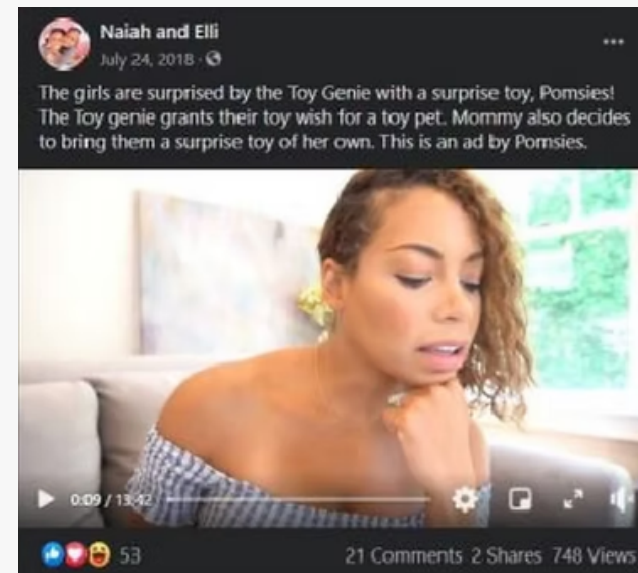 Naiah and Elli
July 24, 2018 ·
The girls are surprised by the Toy Genie with a surprise toy, Pomsies!
The Toy genie grants their toy wish for a toy pet. Mommy also decides
to bring them a surprise toy of her own. This is an ad by Pomsies.
0:09 / 13:42
53
21 Comments 2 Shares 748 Views